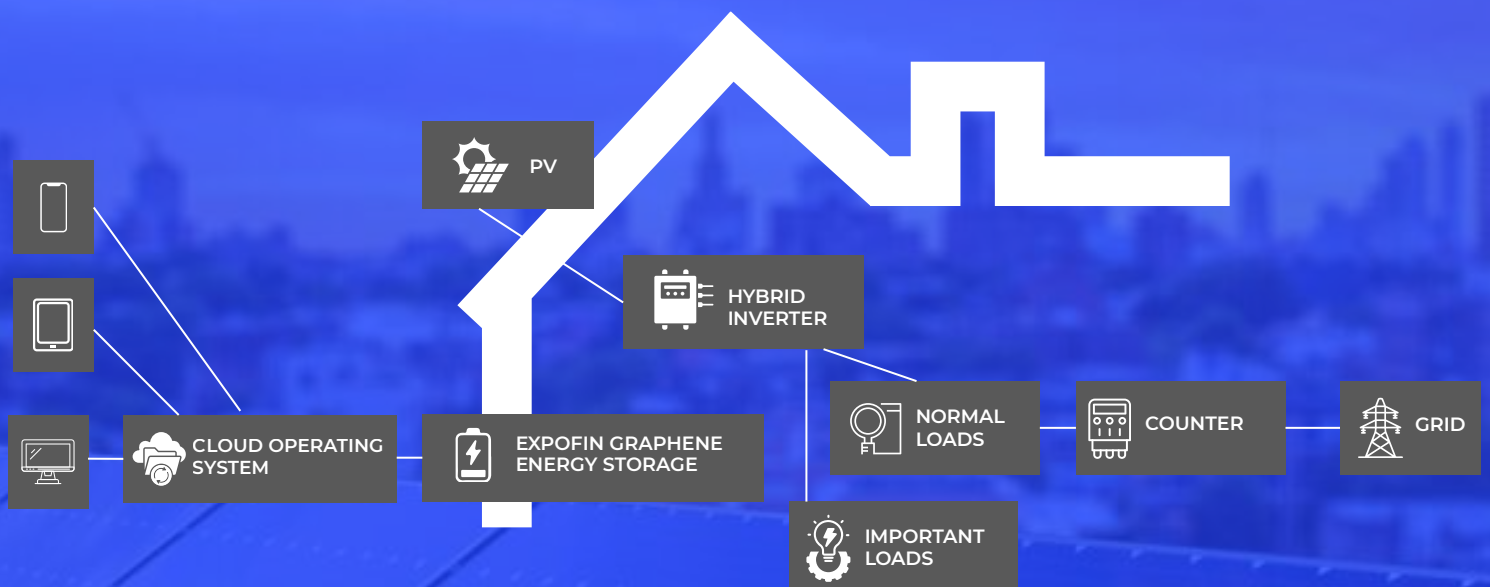 PV
HYBRID
INVERTER
CLOUD OPERATING
SYSTEM
EXPOFIN GRAPHENE
ENERGY STORAGE
NORMAL
LOADS
COUNTER
GRID
IMPORTANT
LOADS